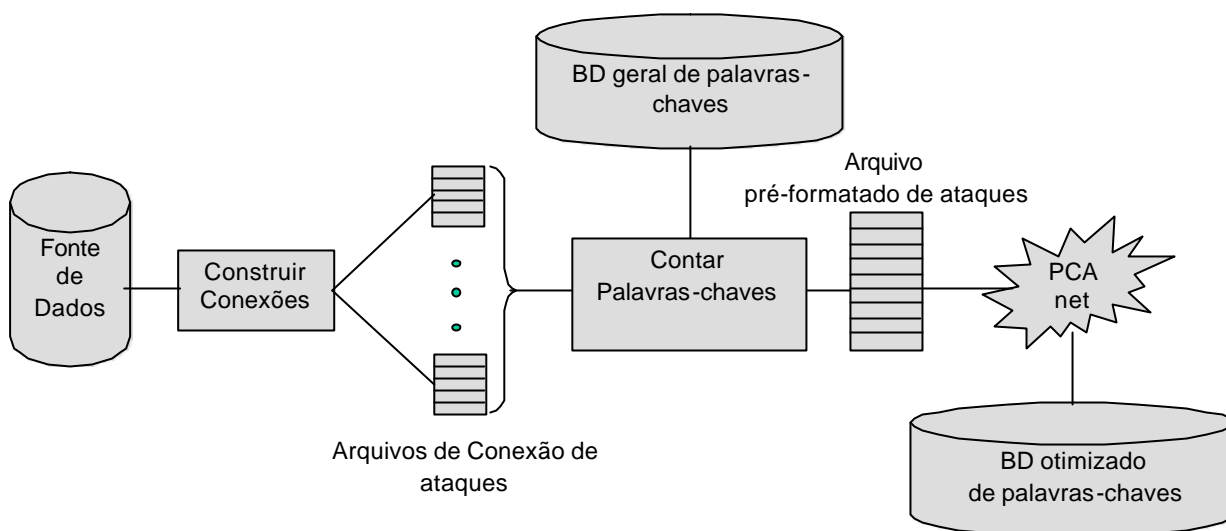 BD geral de palavras-
chaves
Arquivo
pré-formatado de ataques
Fonte
de
Dados
Construir
Conexões
Contar
Palavras-chaves
PCA
net
Arquivos de Conexão de
ataques
BD otimizado
de palavras-chaves